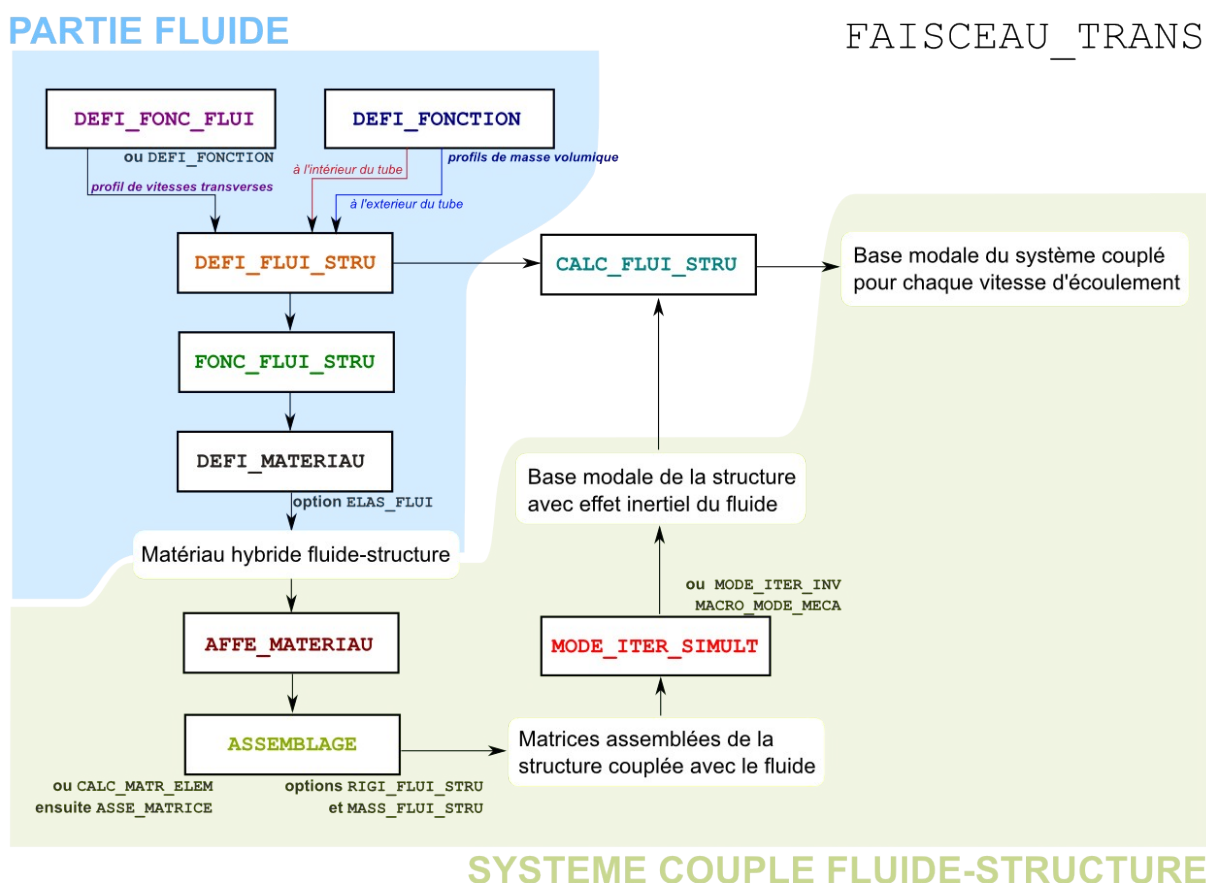 PARTIE FLUIDE
FAISCEAU_TRANS
DEFI_FONC_FLUI
DEFI_FONCTION
ou DEFI_FONCTION
profils de masse volumique
à l'intérieur du tube
profil de vitesses transverses
à l'exterieur du tube
DEFI_FLUI_STRU
CALC_FLUI_STRU
Base modale du système couplé
pour chaque vitesse d'écoulement
FONC_FLUI_STRU
DEFI_MATERIAU
option ELAS_FLUI
Base modale de la structure
avec effet inertiel du fluide
Matériau hybride fluide-structure
ou MODE_ITER_INV
MACRO_MODE_MECA
AFFE_MATERIAU
MODE_ITER_SIMULT
ASSEMBLAGE
Matrices assemblées de la
structure couplée avec le fluide
ou CALC_MATR_ELEM
ensuite ASSE_MATRICE
options RIGI_FLUI_STRU
et MASS_FLUI_STRU
SYSTEME COUPLE FLUIDE-STRUCTURE